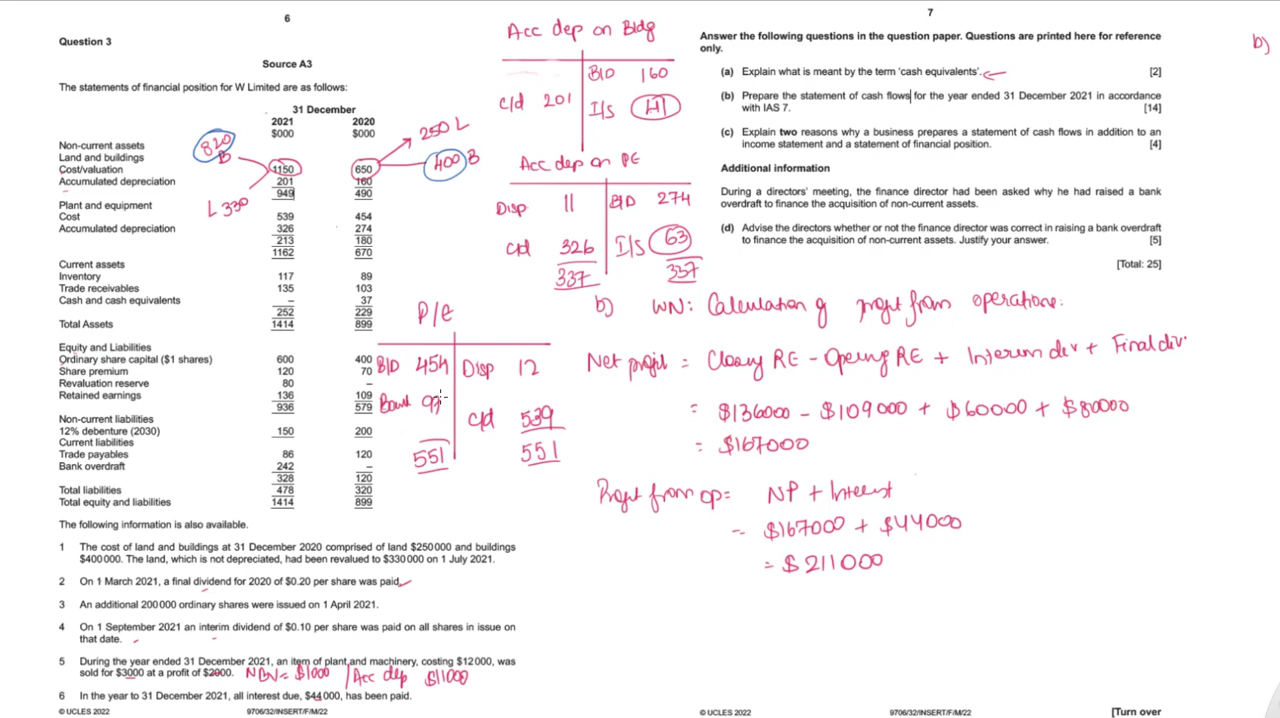 6
Question 3
Source A3
The statements of financial position for W Limited are as follows:
31 December
2021 2020
$000 $000
Non-current assets
Land and buildings
Cost/valuation 1150 650
Accumulated depreciation 201 160
949 490
Plant and equipment
Cost 539 454
Accumulated depreciation 326 274
213 180
1162 670
Current assets
Inventory 117 89
Trade receivables 135 103
Cash and cash equivalents – 37
252 229
Total Assets 1414 899
Equity and Liabilities
Ordinary share capital ($1 shares) 600 400
Share premium 120 70
Revaluation reserve 80 –
Retained earnings 136 109
936 579
Non-current liabilities
12% debenture (2030) 150 200
Current liabilities
Trade payables 86 120
Bank overdraft 242 –
328 120
Total liabilities 478 320
Total equity and liabilities 1414 899
The following information is also available.
1 The cost of land and buildings at 31 December 2020 comprised of land $250000 and buildings
$400000. The land, which is not depreciated, had been revalued to $330000 on 1 July 2021.
2 On 1 March 2021, a final dividend for 2020 of $0.20 per share was paid.
3 An additional 200000 ordinary shares were issued on 1 April 2021.
4 On 1 September 2021 an interim dividend of $0.10 per share was paid on all shares in issue on
that date.
5 During the year ended 31 December 2021, an item of plant and machinery, costing $12000, was
sold for $3000 at a profit of $2000. NBV = $1000 | Acc dep $11000
6 In the year to 31 December 2021, all interest due, $44000, has been paid.
© UCLES 2022 9706/32/INSERT/F/M/22
820
B
L 330
250 L
400 B
Acc dep on Bldg
B/D 160
c/d 201 I/S 41
Acc dep on PE
Disp 11 B/D 274
c/d 326 I/S 63
337 337
P/E
B/D 454 Disp 12
Bank 97
c/d 539
551 551
7
Answer the following questions in the question paper. Questions are printed here for reference
only.
(a) Explain what is meant by the term 'cash equivalents'. [2]
(b) Prepare the statement of cash flows for the year ended 31 December 2021 in accordance
with IAS 7. [14]
(c) Explain two reasons why a business prepares a statement of cash flows in addition to an
income statement and a statement of financial position. [4]
Additional information
During a directors' meeting, the finance director had been asked why he had raised a bank
overdraft to finance the acquisition of non-current assets.
(d) Advise the directors whether or not the finance director was correct in raising a bank overdraft
to finance the acquisition of non-current assets. Justify your answer. [5]
[Total: 25]
b) WN: Calculation of profit from operations:
Net profit = Closing RE - Opening RE + Interim div + Final div
= $136000 - $109000 + $60000 + $80000
= $167000
Profit from op = NP + Interest
= $167000 + $44000
= $211000
© UCLES 2022 9706/32/INSERT/F/M/22 [Turn over
b)